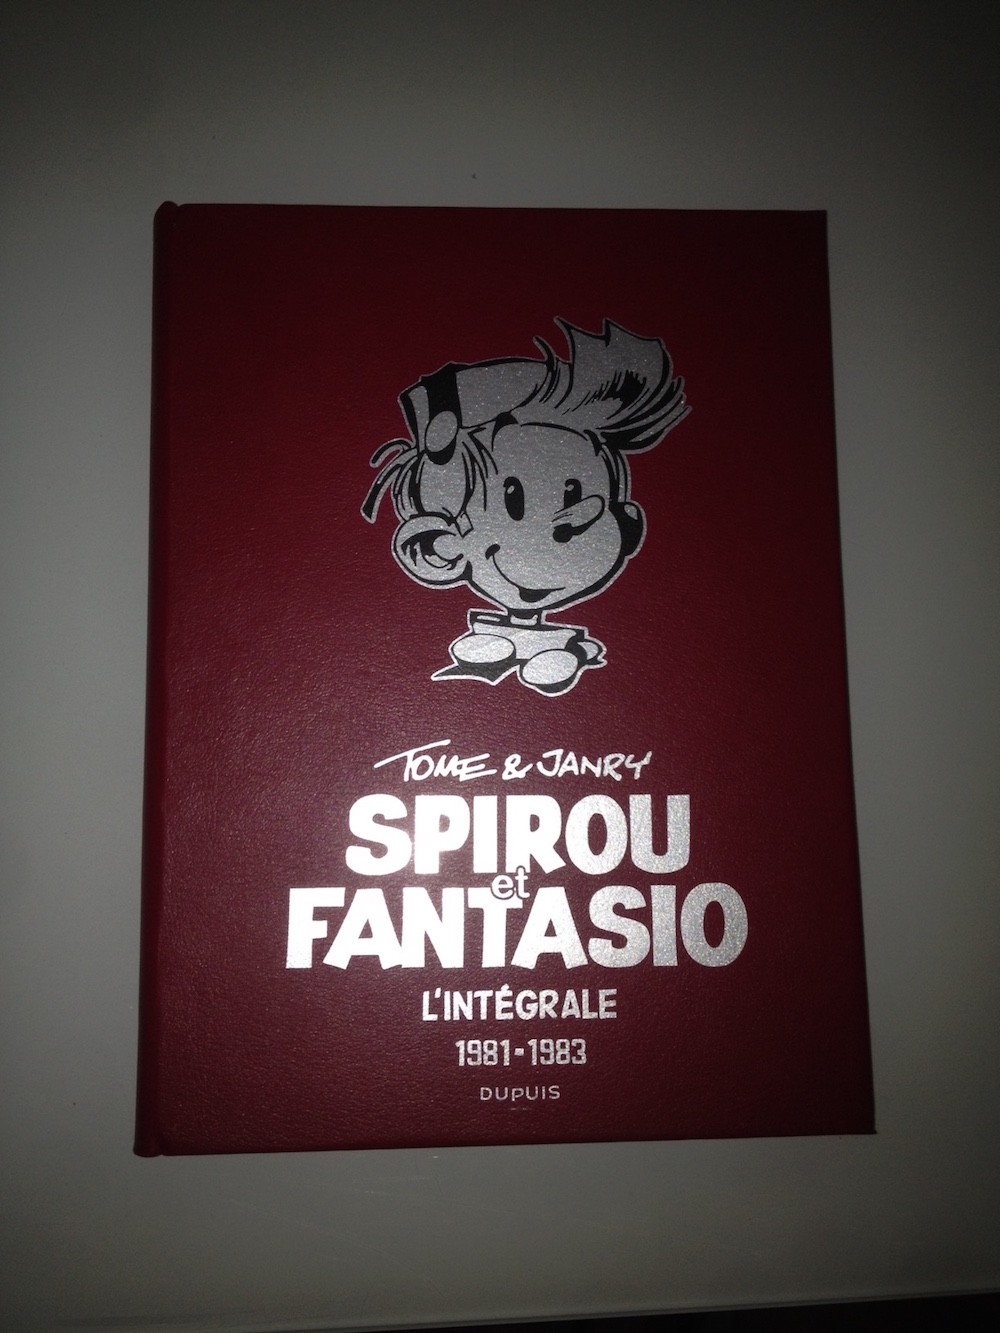 TOME & JANRY
SPIROU
et
FANTASIO
L'INTÉGRALE
1981-1983
DUPUIS